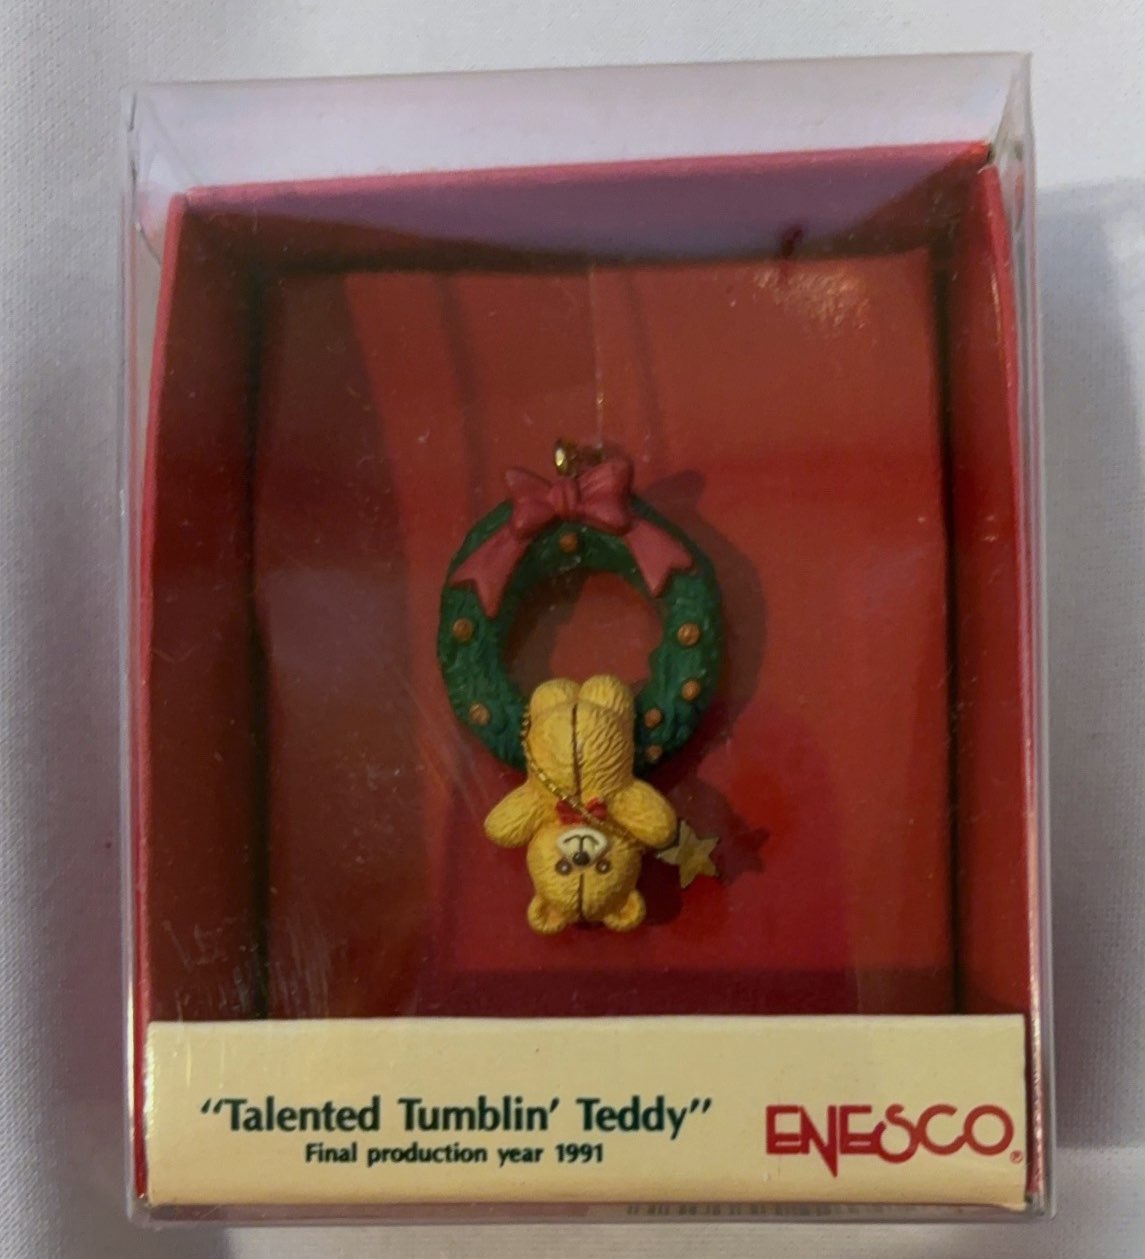 "Talented Tumblin' Teddy"
Final production year 1991
ENESCO®